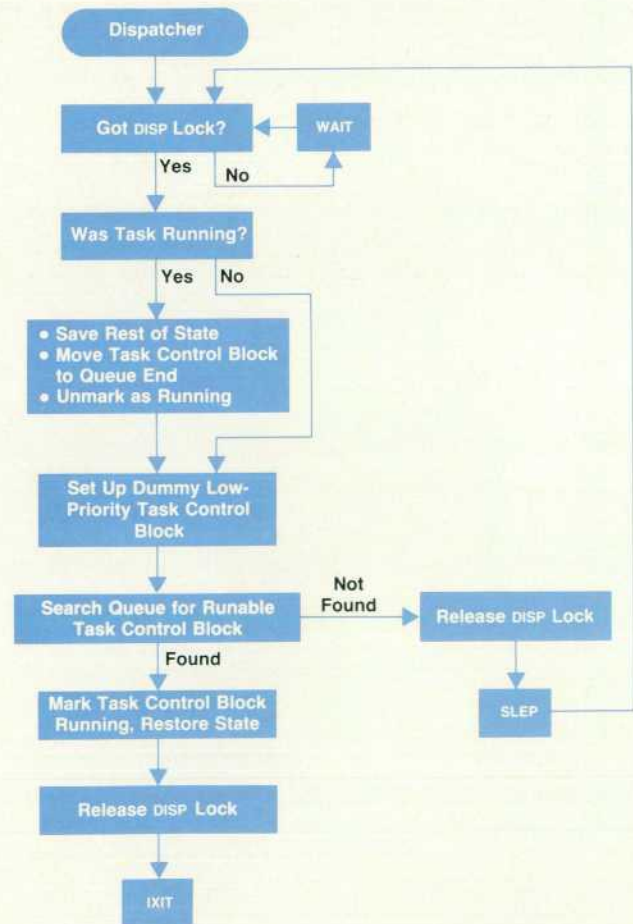 Dispatcher
Got DISP Lock?
WAIT
Yes
No
Was Task Running?
Yes
No
• Save Rest of State
• Move Task Control Block
to Queue End
• Unmark as Running
Set Up Dummy Low-
Priority Task Control
Block
Search Queue for Runable
Task Control Block
Not
Found
Release DISP Lock
Found
SLEP
Mark Task Control Block
Running, Restore State
Release DISP Lock
IXIT